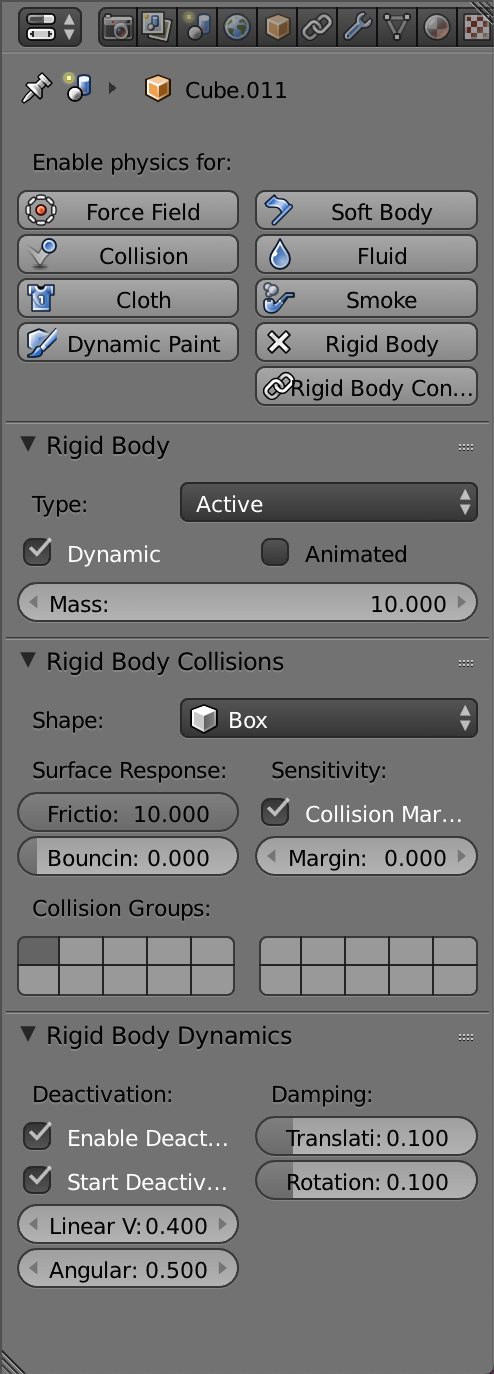 Cube.011
Enable physics for:
Force Field Soft Body
Collision Fluid
Cloth Smoke
Dynamic Paint Rigid Body
Rigid Body Con...
Rigid Body
Type: Active
Dynamic Animated
Mass: 10.000
Rigid Body Collisions
Shape: Box
Surface Response: Sensitivity:
Frictio: 10.000 Collision Mar...
Bouncin: 0.000 Margin: 0.000
Collision Groups:
Rigid Body Dynamics
Deactivation: Damping:
Enable Deact... Translati: 0.100
Start Deactiv... Rotation: 0.100
Linear V: 0.400
Angular: 0.500